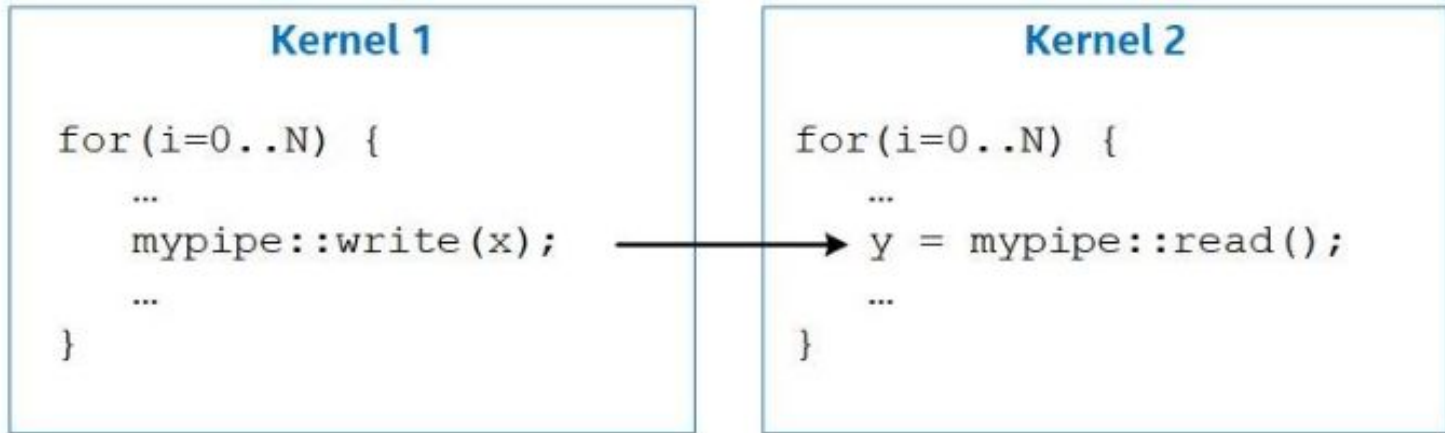 Kernel 1
for(i=0..N) {
…
mypipe::write(x);
…
}
Kernel 2
for(i=0..N) {
…
y = mypipe::read();
…
}